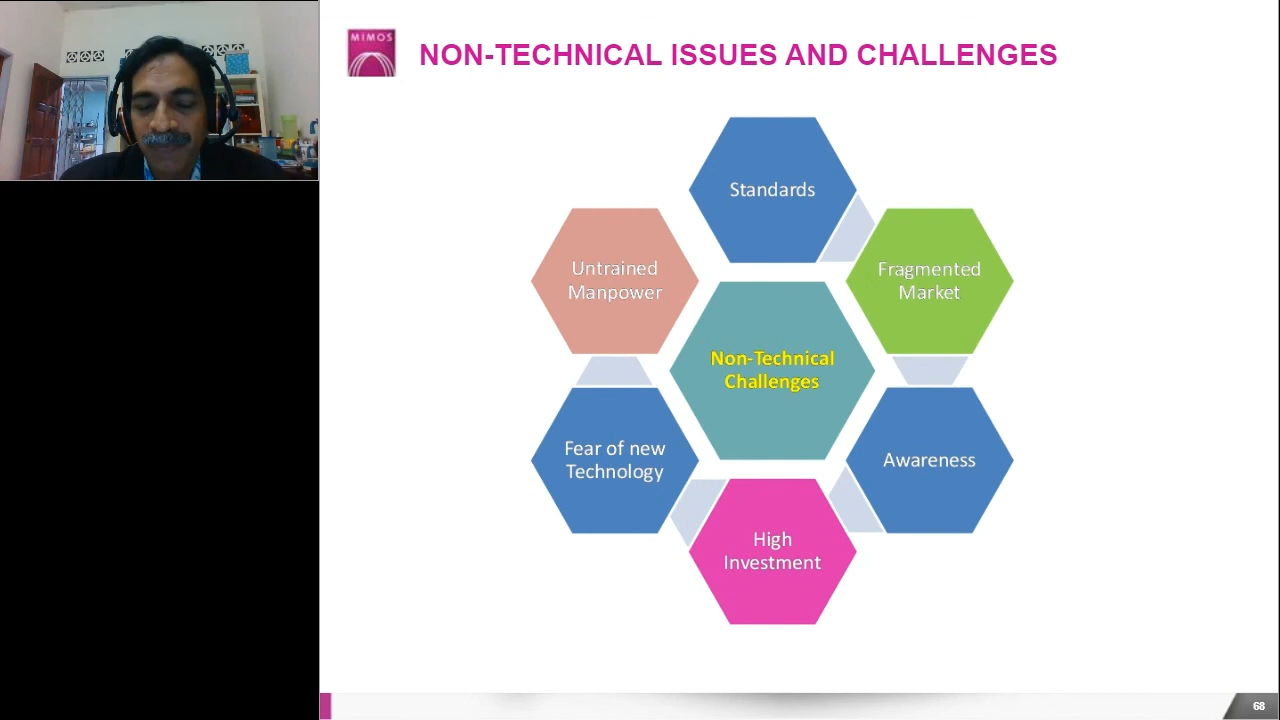 MIMOS
NON-TECHNICAL ISSUES AND CHALLENGES
Standards
Untrained
Manpower
Fragmented
Market
Non-Technical
Challenges
Fear of new
Technology
Awareness
High
Investment
68